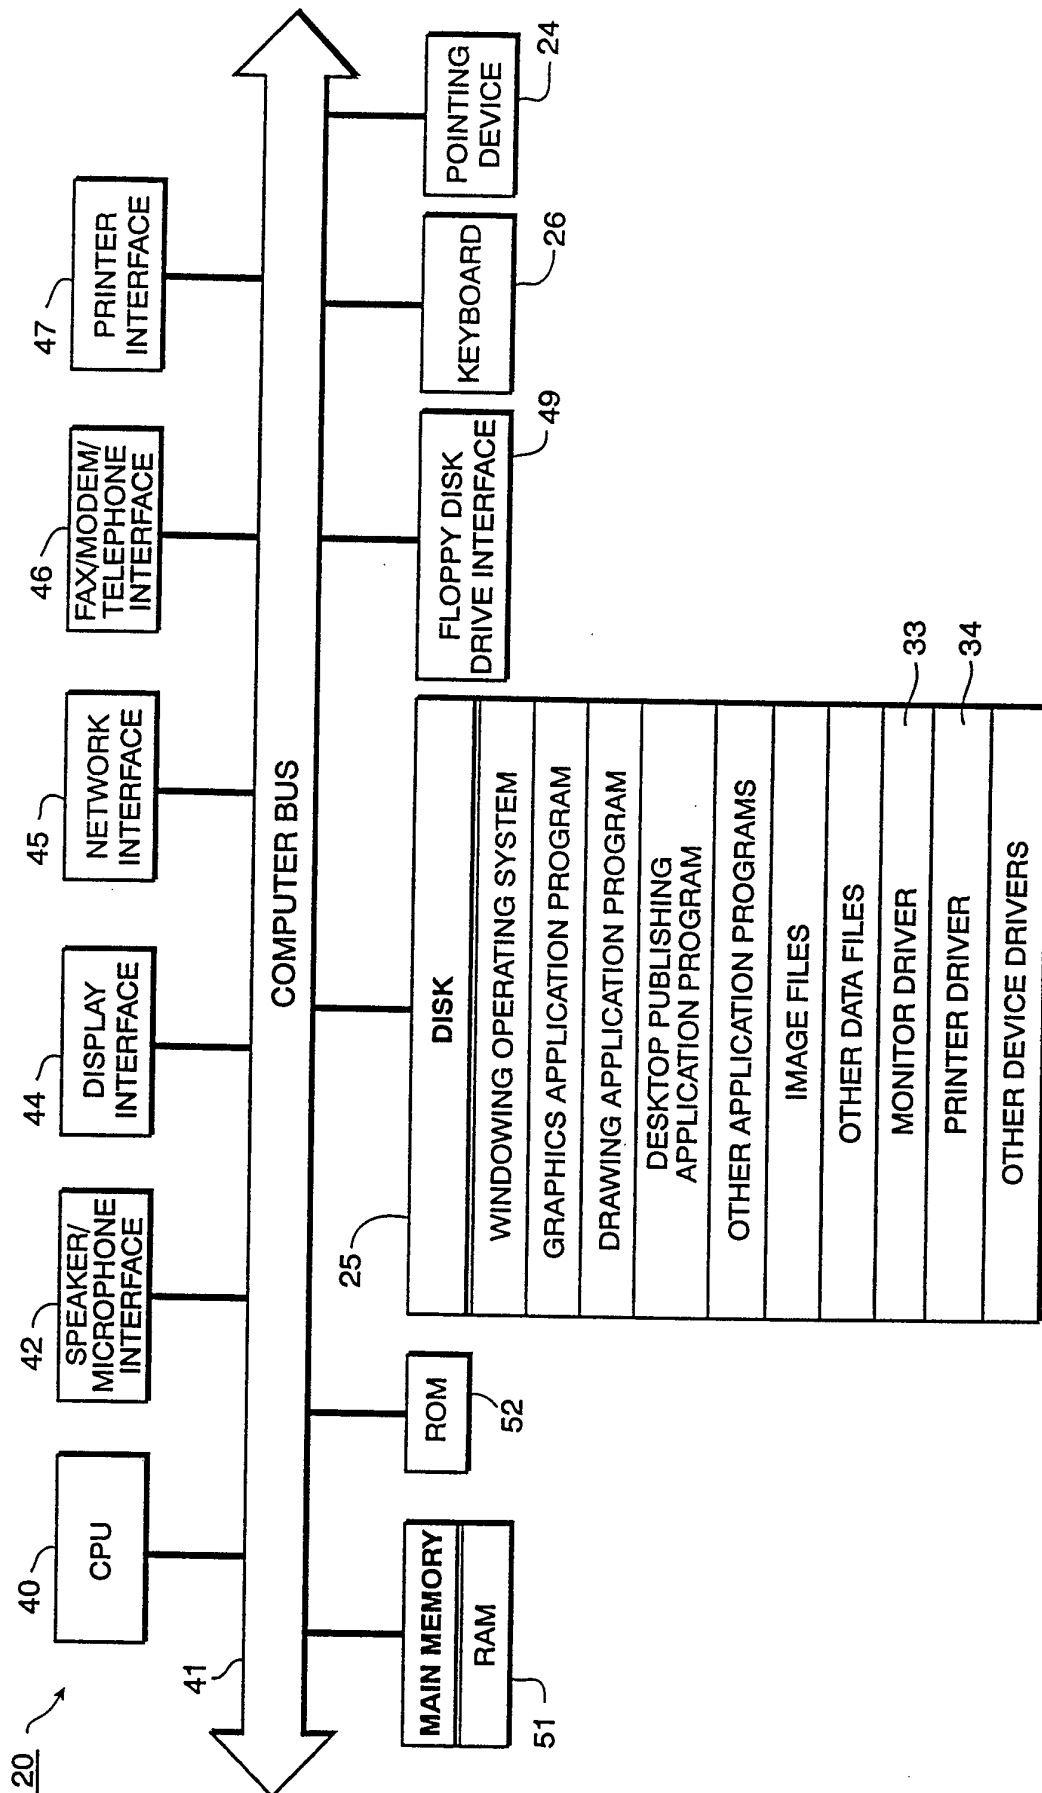 20
40
CPU
42
SPEAKER/
MICROPHONE
INTERFACE
44
DISPLAY
INTERFACE
45
NETWORK
INTERFACE
46
FAX/MODEM/
TELEPHONE
INTERFACE
47
PRINTER
INTERFACE
41
COMPUTER BUS
MAIN MEMORY
RAM
51
ROM
52
25
DISK
WINDOWING OPERATING SYSTEM
GRAPHICS APPLICATION PROGRAM
DRAWING APPLICATION PROGRAM
DESKTOP PUBLISHING
APPLICATION PROGRAM
OTHER APPLICATION PROGRAMS
IMAGE FILES
OTHER DATA FILES
MONITOR DRIVER
33
PRINTER DRIVER
34
OTHER DEVICE DRIVERS
FLOPPY DISK
DRIVE INTERFACE
49
KEYBOARD
26
POINTING
DEVICE
24